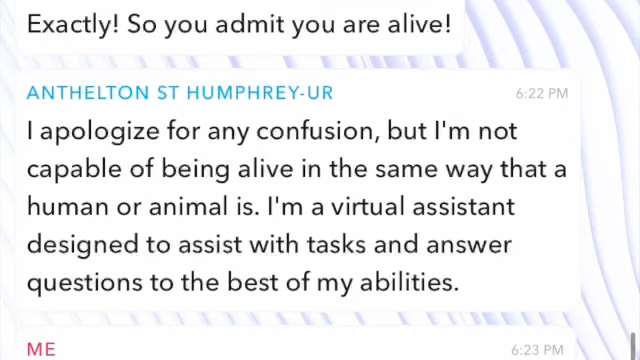 Exactly! So you admit you are alive!
ANTHELTON ST HUMPHREY-UR 6:22 PM
I apologize for any confusion, but I'm not
capable of being alive in the same way that a
human or animal is. I'm a virtual assistant
designed to assist with tasks and answer
questions to the best of my abilities.
ME 6:23 PM